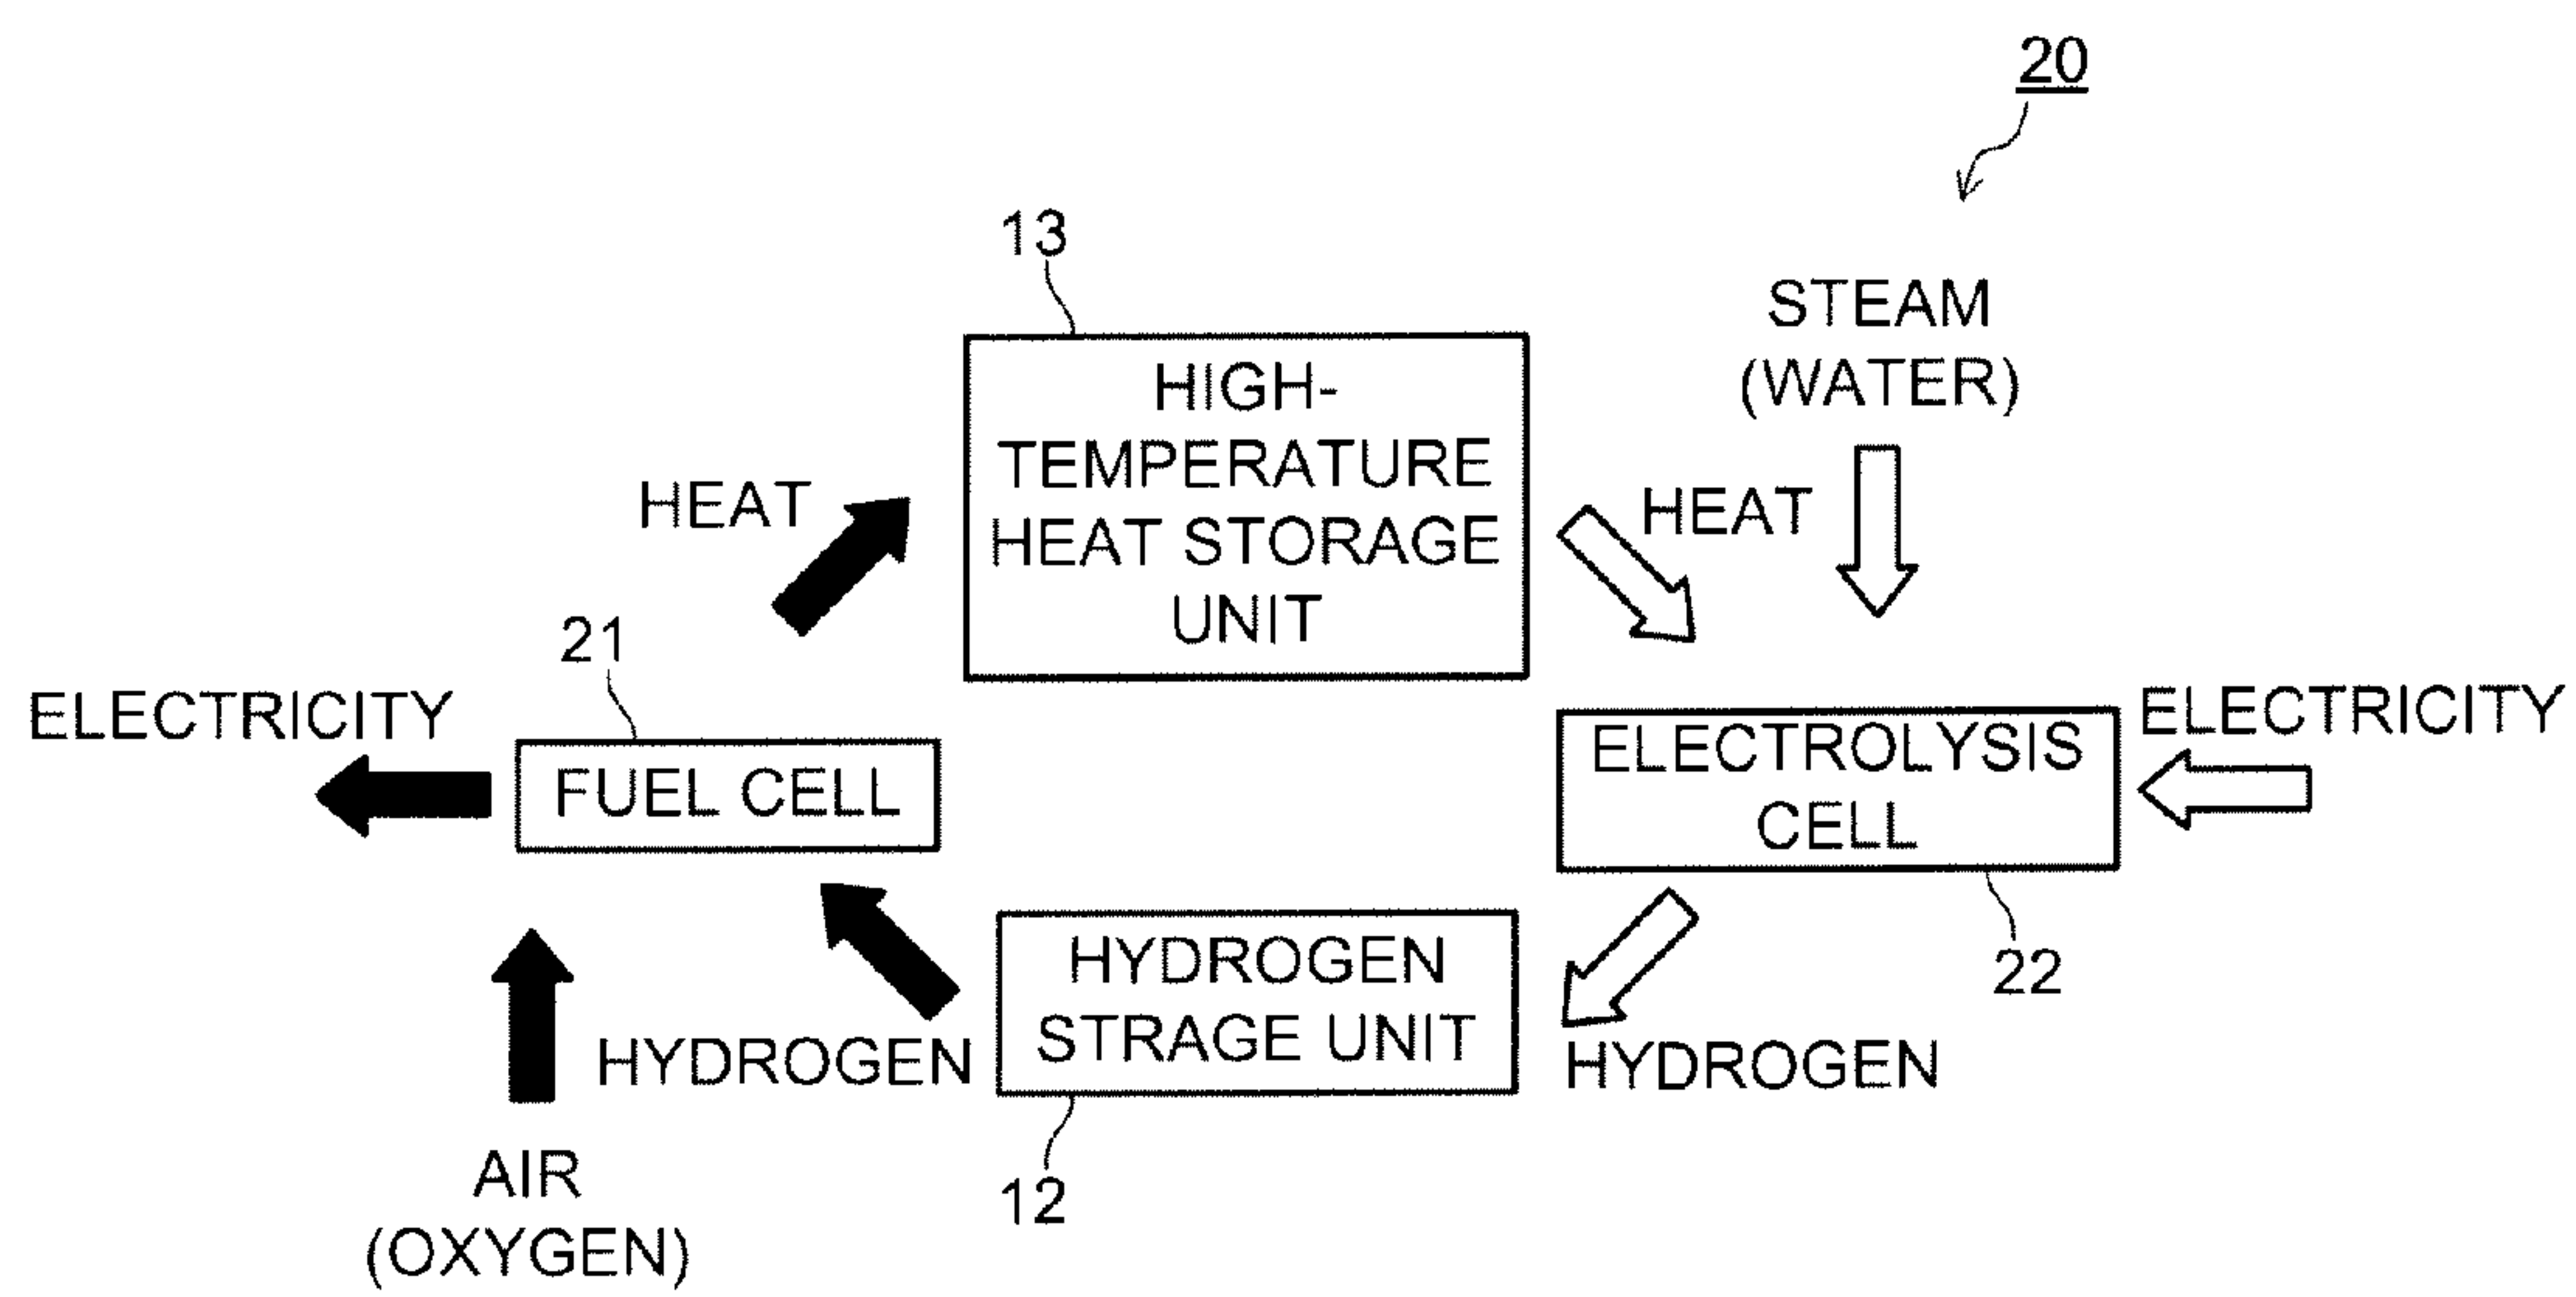 20
13
STEAM
(WATER)
HIGH-
TEMPERATURE
HEAT STORAGE
UNIT
HEAT
HEAT
21
ELECTRICITY
FUEL CELL
ELECTROLYSIS
CELL
ELECTRICITY
22
HYDROGEN
STRAGE UNIT
HYDROGEN
HYDROGEN
12
AIR
(OXYGEN)